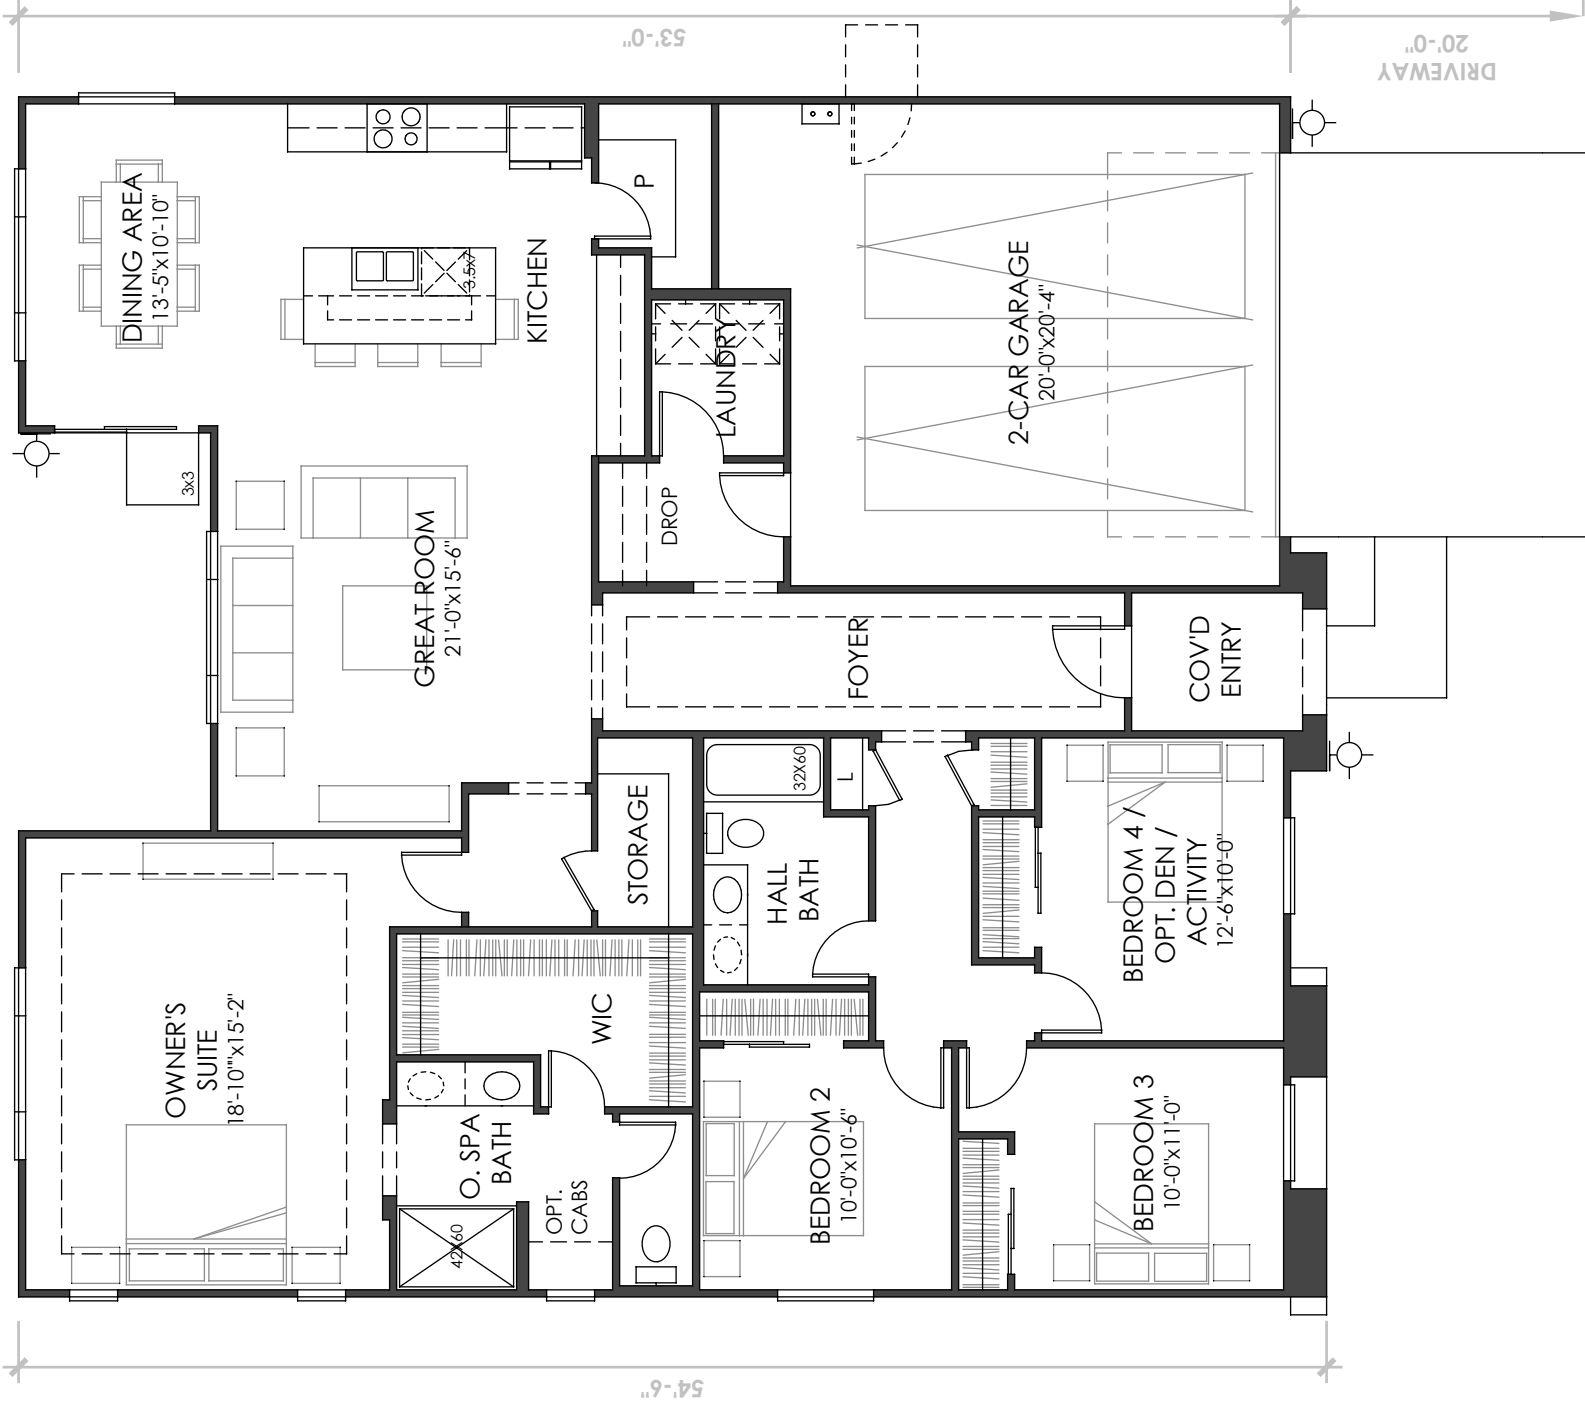 53'-0"
20'-0"
DRIVEWAY
DINING AREA
13'-5"x10'-10"
KITCHEN
3.5x7
P
LAUNDRY
2-CAR GARAGE
20'-0"x20'-4"
3x3
GREAT ROOM
21'-0"x15'-6"
DROP
FOYER
COV'D
ENTRY
STORAGE
32X60
L
HALL
BATH
BEDROOM 4 /
OPT. DEN /
ACTIVITY
12'-6"x10'-0"
OWNER'S
SUITE
18'-10""x15'-2"
WIC
O. SPA
BATH
42X60
OPT.
CABS
BEDROOM 2
10'-0"x10'-6"
BEDROOM 3
10'-0"x11'-0"
54'-6"